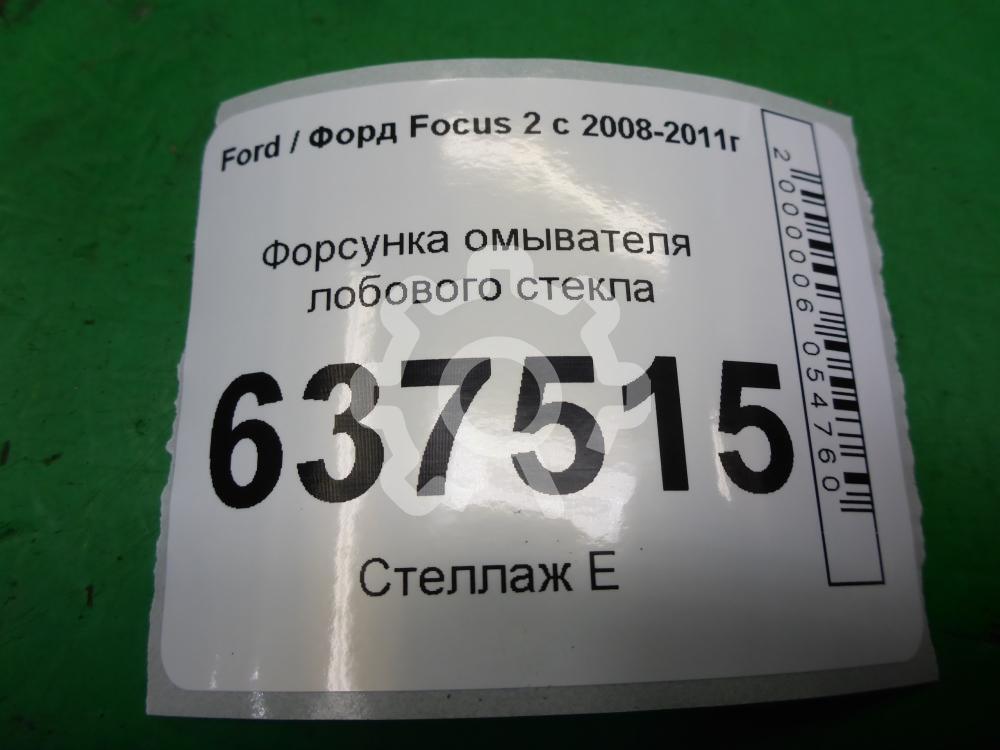 Ford / Форд Focus 2 с 2008-2011г
Форсунка омывателя
лобового стекла
637515
Стеллаж Е
2000006054760